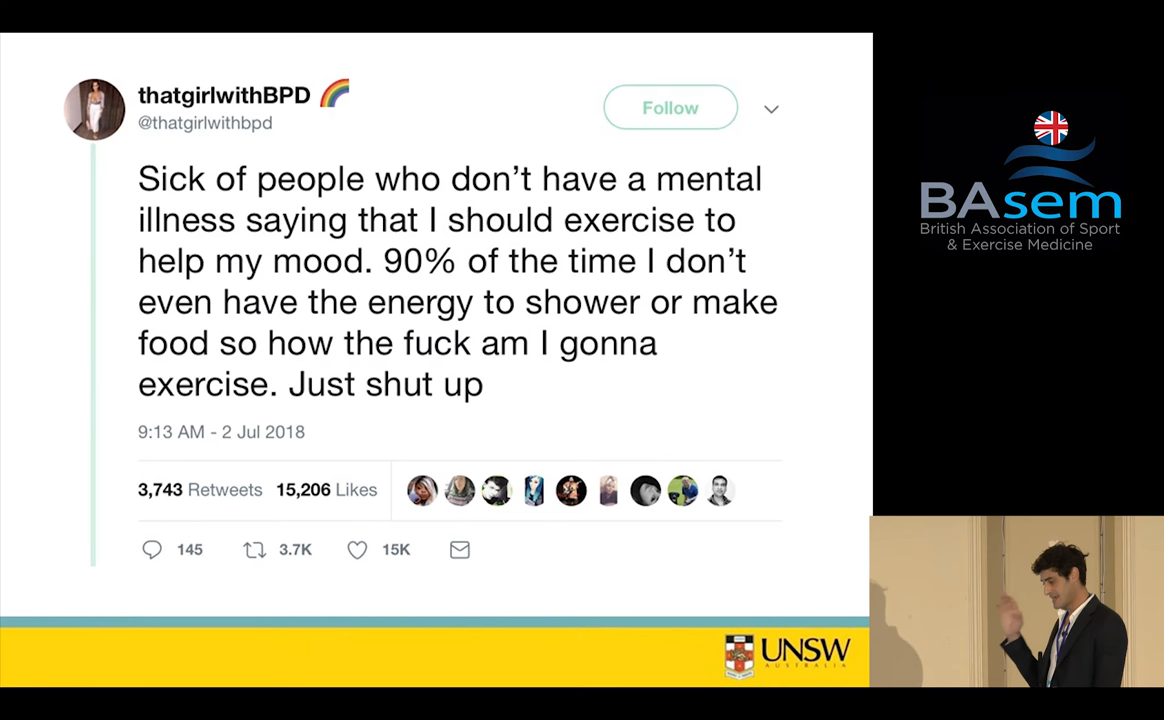 thatgirlwithBPD
@thatgirlwithbpd
Follow
Sick of people who don’t have a mental
illness saying that I should exercise to
help my mood. 90% of the time I don’t
even have the energy to shower or make
food so how the fuck am I gonna
exercise. Just shut up
9:13 AM - 2 Jul 2018
3,743 Retweets 15,206 Likes
145 3.7K 15K
UNSW
AUSTRALIA
BAsem
British Association of Sport
& Exercise Medicine